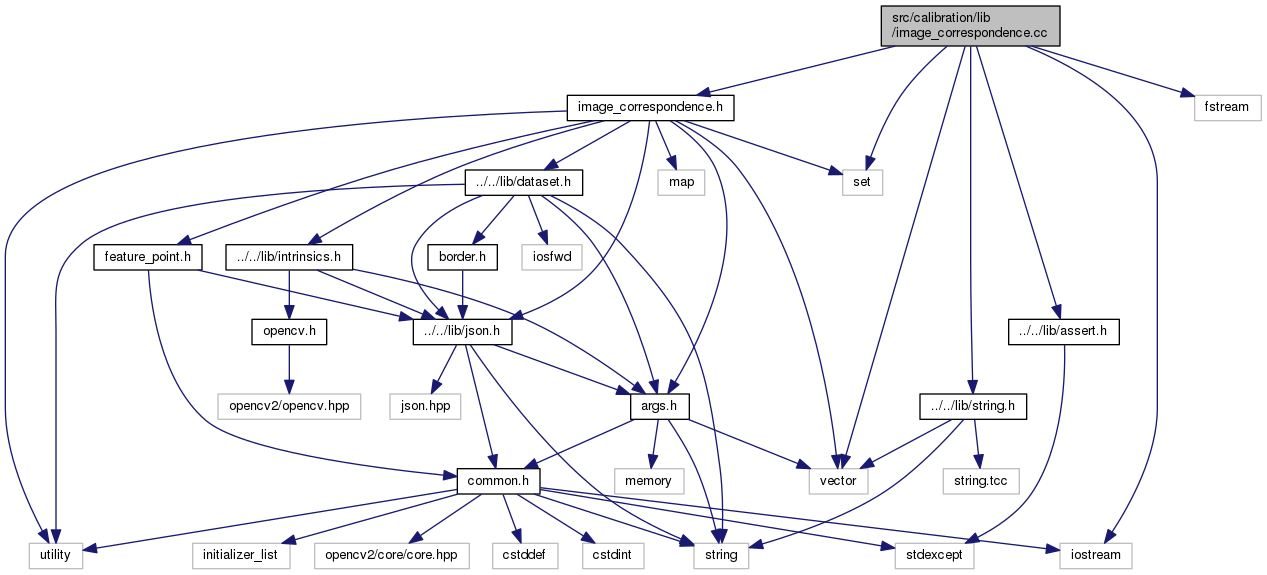 src/calibration/lib
/image_correspondence.cc
image_correspondence.h
fstream
../../lib/dataset.h
map
set
feature_point.h
../../lib/intrinsics.h
border.h
iosfwd
opencv.h
../../lib/json.h
../../lib/assert.h
opencv2/opencv.hpp
json.hpp
args.h
../../lib/string.h
common.h
memory
vector
string.tcc
utility
initializer_list
opencv2/core/core.hpp
cstddef
cstdint
string
stdexcept
iostream